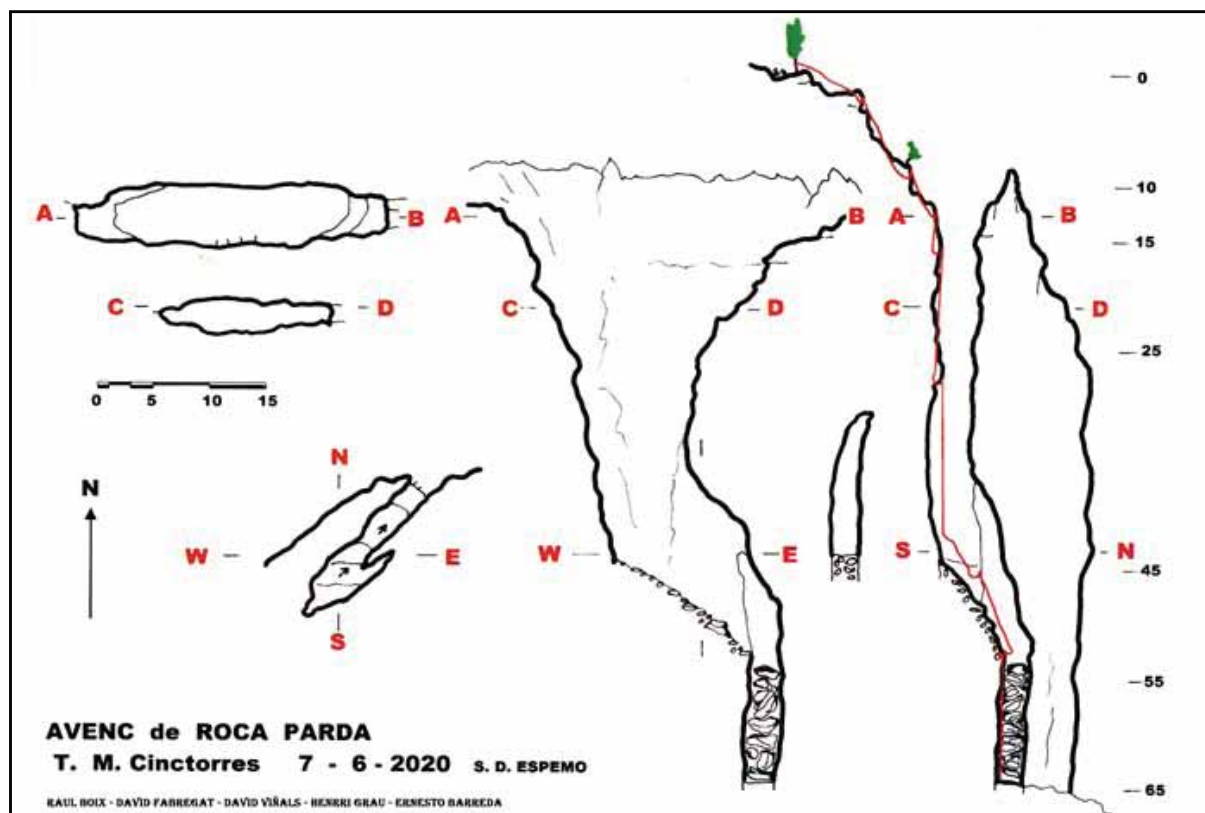 0
10
15
25
45
55
65
A
B
C
D
0 5 10 15
N
N
W
E
S
A
B
C
D
W
E
A
B
C
D
S
N
AVENC de ROCA PARDA
T. M. Cinctorres 7 - 6 - 2020 S. D. ESPEMO
RAUL BOIX - DAVID FABREGAT - DAVID VIÑALS - HENRRI GRAU - ERNESTO BARREDA